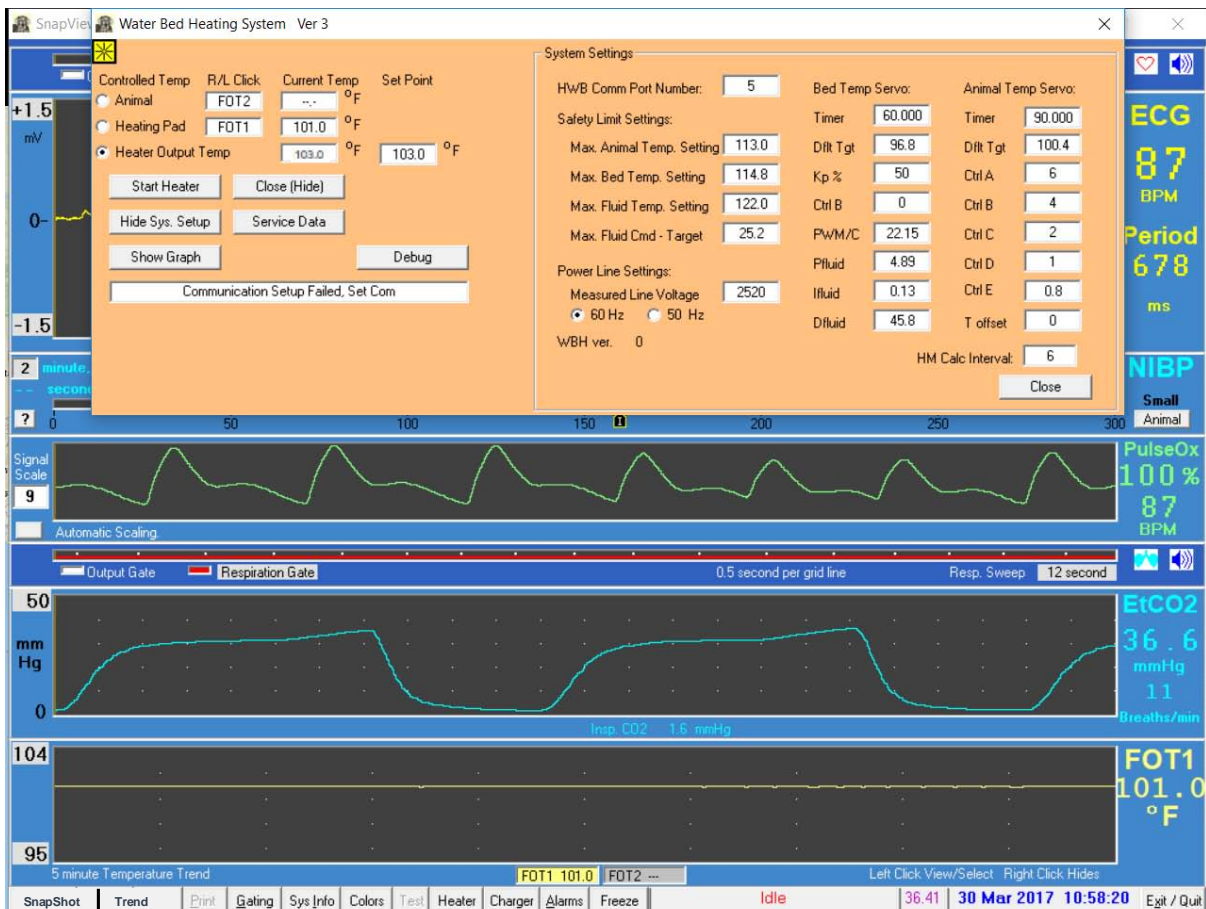 SnapVie
Water Bed Heating System Ver 3
Controlled Temp R/L Click Current Temp Set Point
Animal FOT2 --.- °F
Heating Pad FOT1 101.0 °F
Heater Output Temp 103.0 °F 103.0 °F
Start Heater Close (Hide)
Hide Sys. Setup Service Data
Show Graph Debug
Communication Setup Failed, Set Com
System Settings
HWB Comm Port Number: 5
Safety Limit Settings:
Max. Animal Temp. Setting 113.0
Max. Bed Temp. Setting 114.8
Max. Fluid Temp. Setting 122.0
Max. Fluid Cmd - Target 25.2
Power Line Settings:
Measured Line Voltage 2520
60 Hz 50 Hz
WBH ver. 0
Bed Temp Servo:
Timer 60.000
Dflt Tgt 96.8
Kp % 50
Ctrl B 0
PWM/C 22.15
Pfluid 4.89
Ifluid 0.13
Dfluid 45.8
Animal Temp Servo:
Timer 90.000
Dflt Tgt 100.4
Ctrl A 6
Ctrl B 4
Ctrl C 2
Ctrl D 1
Ctrl E 0.8
T offset 0
HM Calc Interval: 6
Close
+1.5
mV
0-
-1.5
ECG
87
BPM
Period
678
ms
2 minute,
-- secon
?
0 50 100 150 200 250 300
NIBP
Small
Animal
Signal
Scale
9
Automatic Scaling.
PulseOx
100 %
87
BPM
Output Gate Respiration Gate 0.5 second per grid line Resp. Sweep 12 second
50
mm
Hg
0
Insp. CO2 1.6 mmHg
EtCO2
36.6
mmHg
11
Breaths/min
104
95
FOT1
101.0
°F
5 minute Temperature Trend FOT1 101.0 FOT2 --- Left Click View/Select Right Click Hides
SnapShot Trend Print Gating Sys Info Colors Test Heater Charger Alarms Freeze Idle 36.41 30 Mar 2017 10:58:20 Exit / Quit